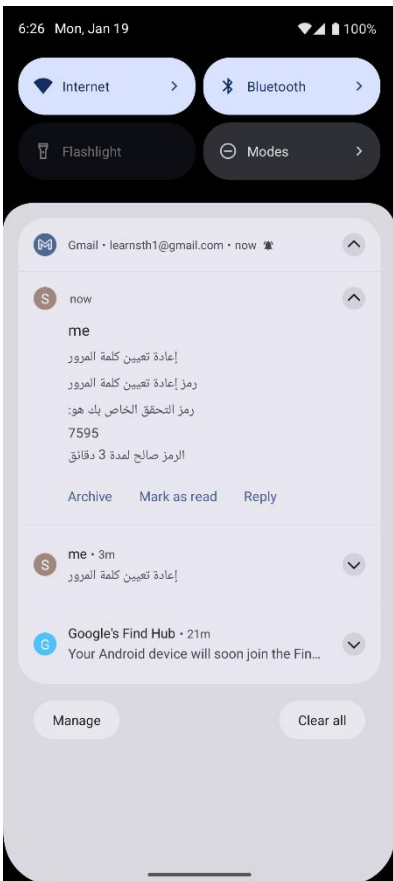 6:26 Mon, Jan 19 100%
Internet
Bluetooth
Flashlight
Modes
Gmail • learnsth1@gmail.com • now
S now
me
إعادة تعيين كلمة المرور
رمز إعادة تعيين كلمة المرور
رمز التحقق الخاص بك هو:
7595
الرمز صالح لمدة 3 دقائق
Archive Mark as read Reply
S me • 3m
إعادة تعيين كلمة المرور
G Google's Find Hub • 21m
Your Android device will soon join the Fin...
Manage Clear all